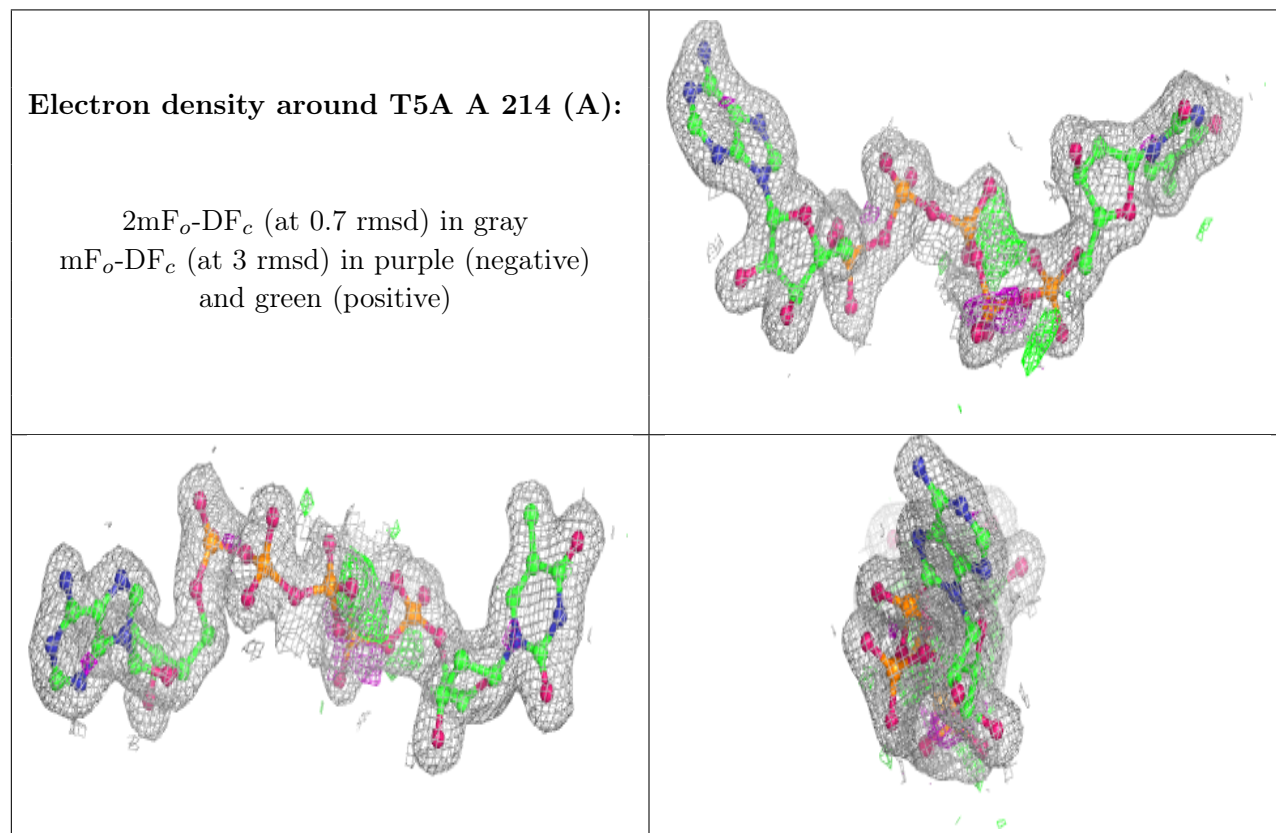 Electron density around T5A A 214 (A):
2mFo-DFc (at 0.7 rmsd) in gray
mFo-DFc (at 3 rmsd) in purple (negative)
and green (positive)